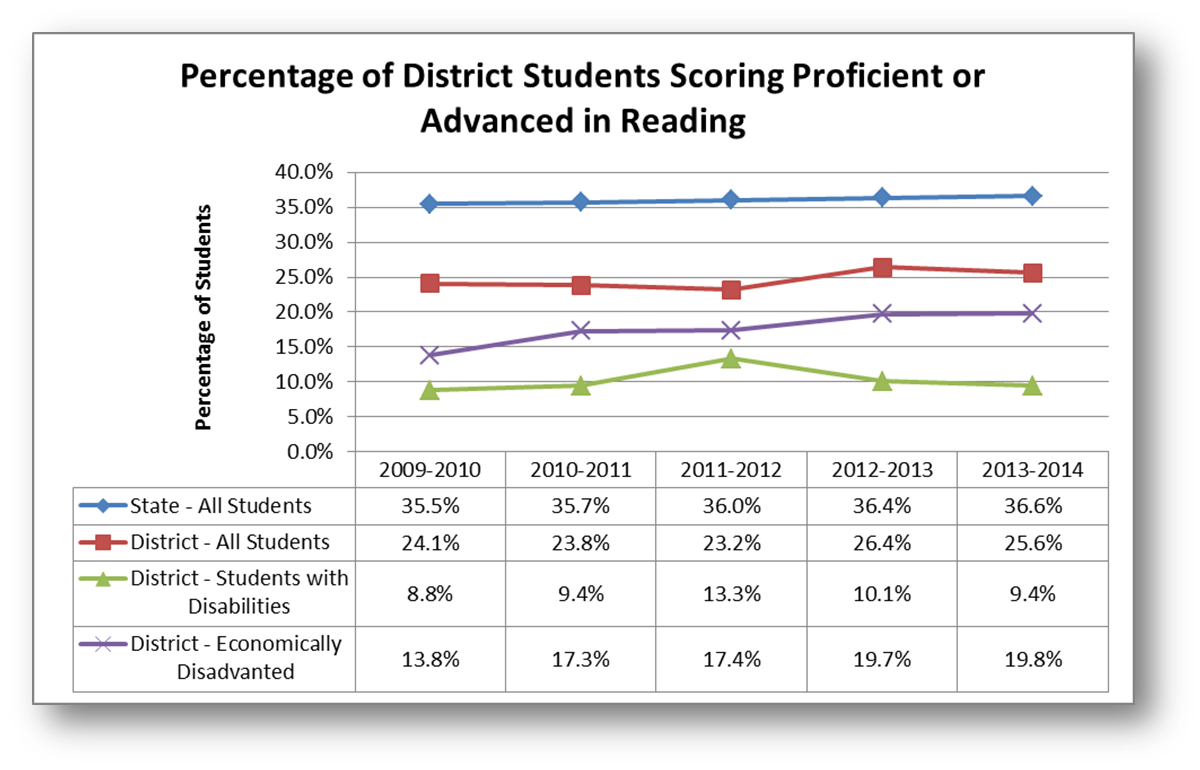 Percentage of District Students Scoring Proficient or
Advanced in Reading
Percentage of Students
40.0%
35.0%
30.0%
25.0%
20.0%
15.0%
10.0%
5.0%
0.0%
2009-2010 2010-2011 2011-2012 2012-2013 2013-2014
State - All Students 35.5% 35.7% 36.0% 36.4% 36.6%
District - All Students 24.1% 23.8% 23.2% 26.4% 25.6%
District - Students with
Disabilities 8.8% 9.4% 13.3% 10.1% 9.4%
District - Economically
Disadvanted 13.8% 17.3% 17.4% 19.7% 19.8%